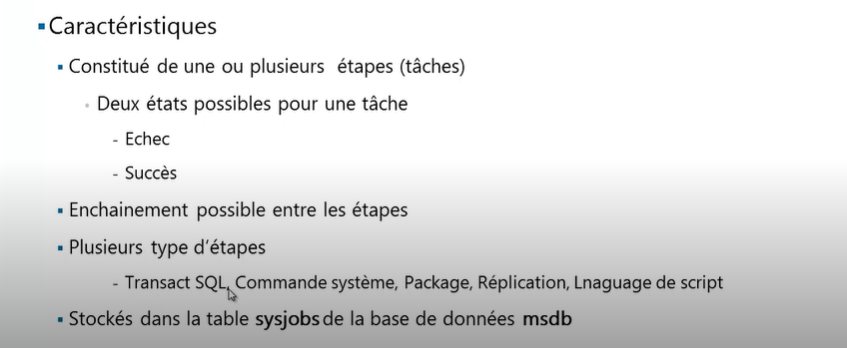 Caractéristiques
Constitué de une ou plusieurs étapes (tâches)
Deux états possibles pour une tâche
- Echec
- Succès
Enchainement possible entre les étapes
Plusieurs type d'étapes
- Transact SQL, Commande système, Package, Réplication, Lnaguage de script
Stockés dans la table sysjobs de la base de données msdb